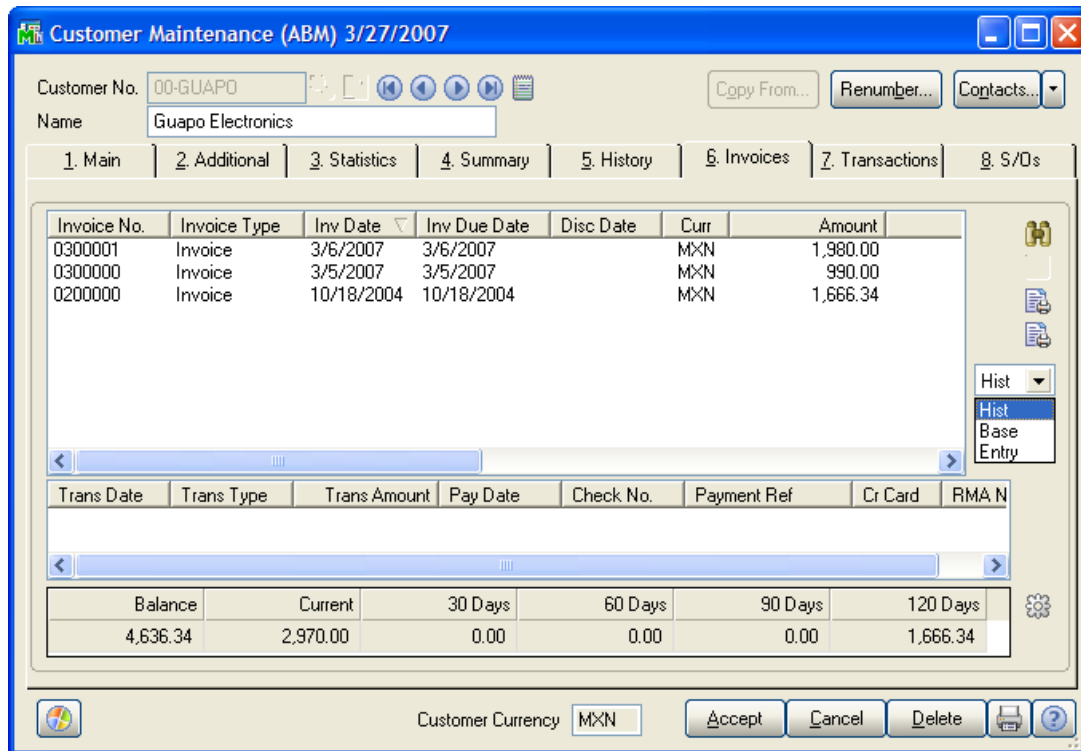 Customer Maintenance (ABM) 3/27/2007
Customer No. 00-GUAPO Copy From... Renumber... Contacts...
Name Guapo Electronics
1. Main 2. Additional 3. Statistics 4. Summary 5. History 6. Invoices 7. Transactions 8. S/Os
Invoice No. Invoice Type Inv Date Inv Due Date Disc Date Curr Amount
0300001 Invoice 3/6/2007 3/6/2007 MXN 1,980.00
0300000 Invoice 3/5/2007 3/5/2007 MXN 990.00
0200000 Invoice 10/18/2004 10/18/2004 MXN 1,666.34
Hist
Hist
Base
Entry
Trans Date Trans Type Trans Amount Pay Date Check No. Payment Ref Cr Card RMA N
Balance Current 30 Days 60 Days 90 Days 120 Days
4,636.34 2,970.00 0.00 0.00 0.00 1,666.34
Customer Currency MXN Accept Cancel Delete